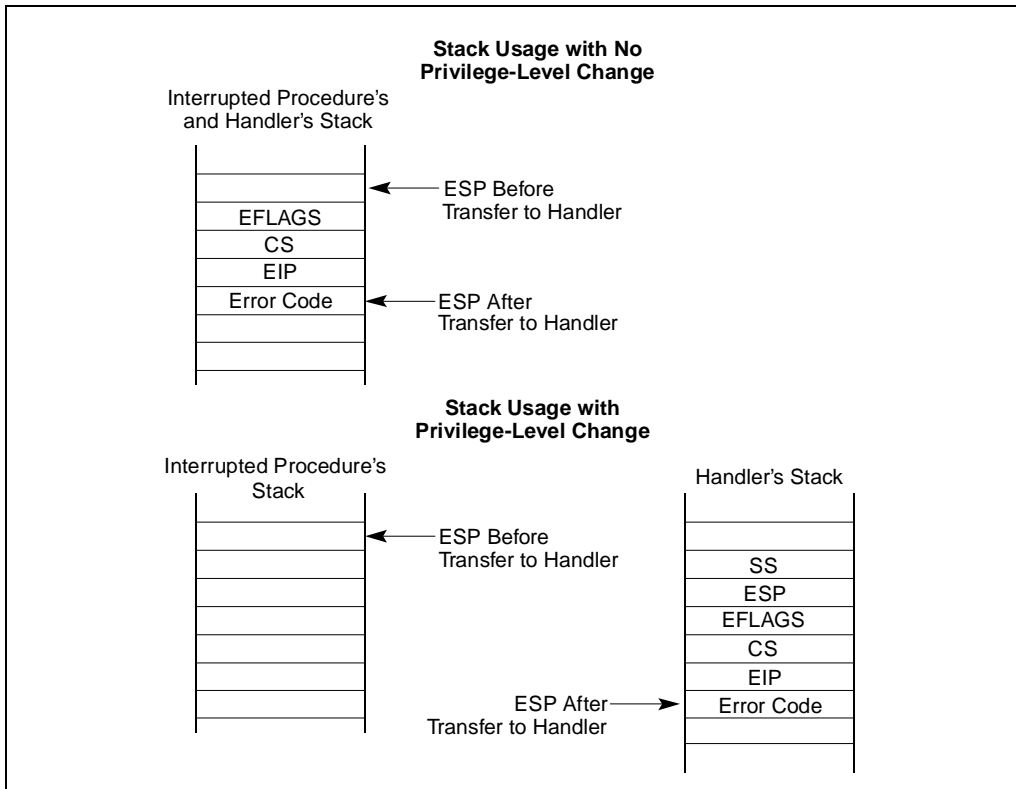 Stack Usage with No
Privilege-Level Change
Interrupted Procedure's
and Handler's Stack
ESP Before
Transfer to Handler
EFLAGS
CS
EIP
Error Code
ESP After
Transfer to Handler
Stack Usage with
Privilege-Level Change
Interrupted Procedure's
Stack
Handler's Stack
ESP Before
Transfer to Handler
SS
ESP
EFLAGS
CS
EIP
ESP After
Transfer to Handler
Error Code